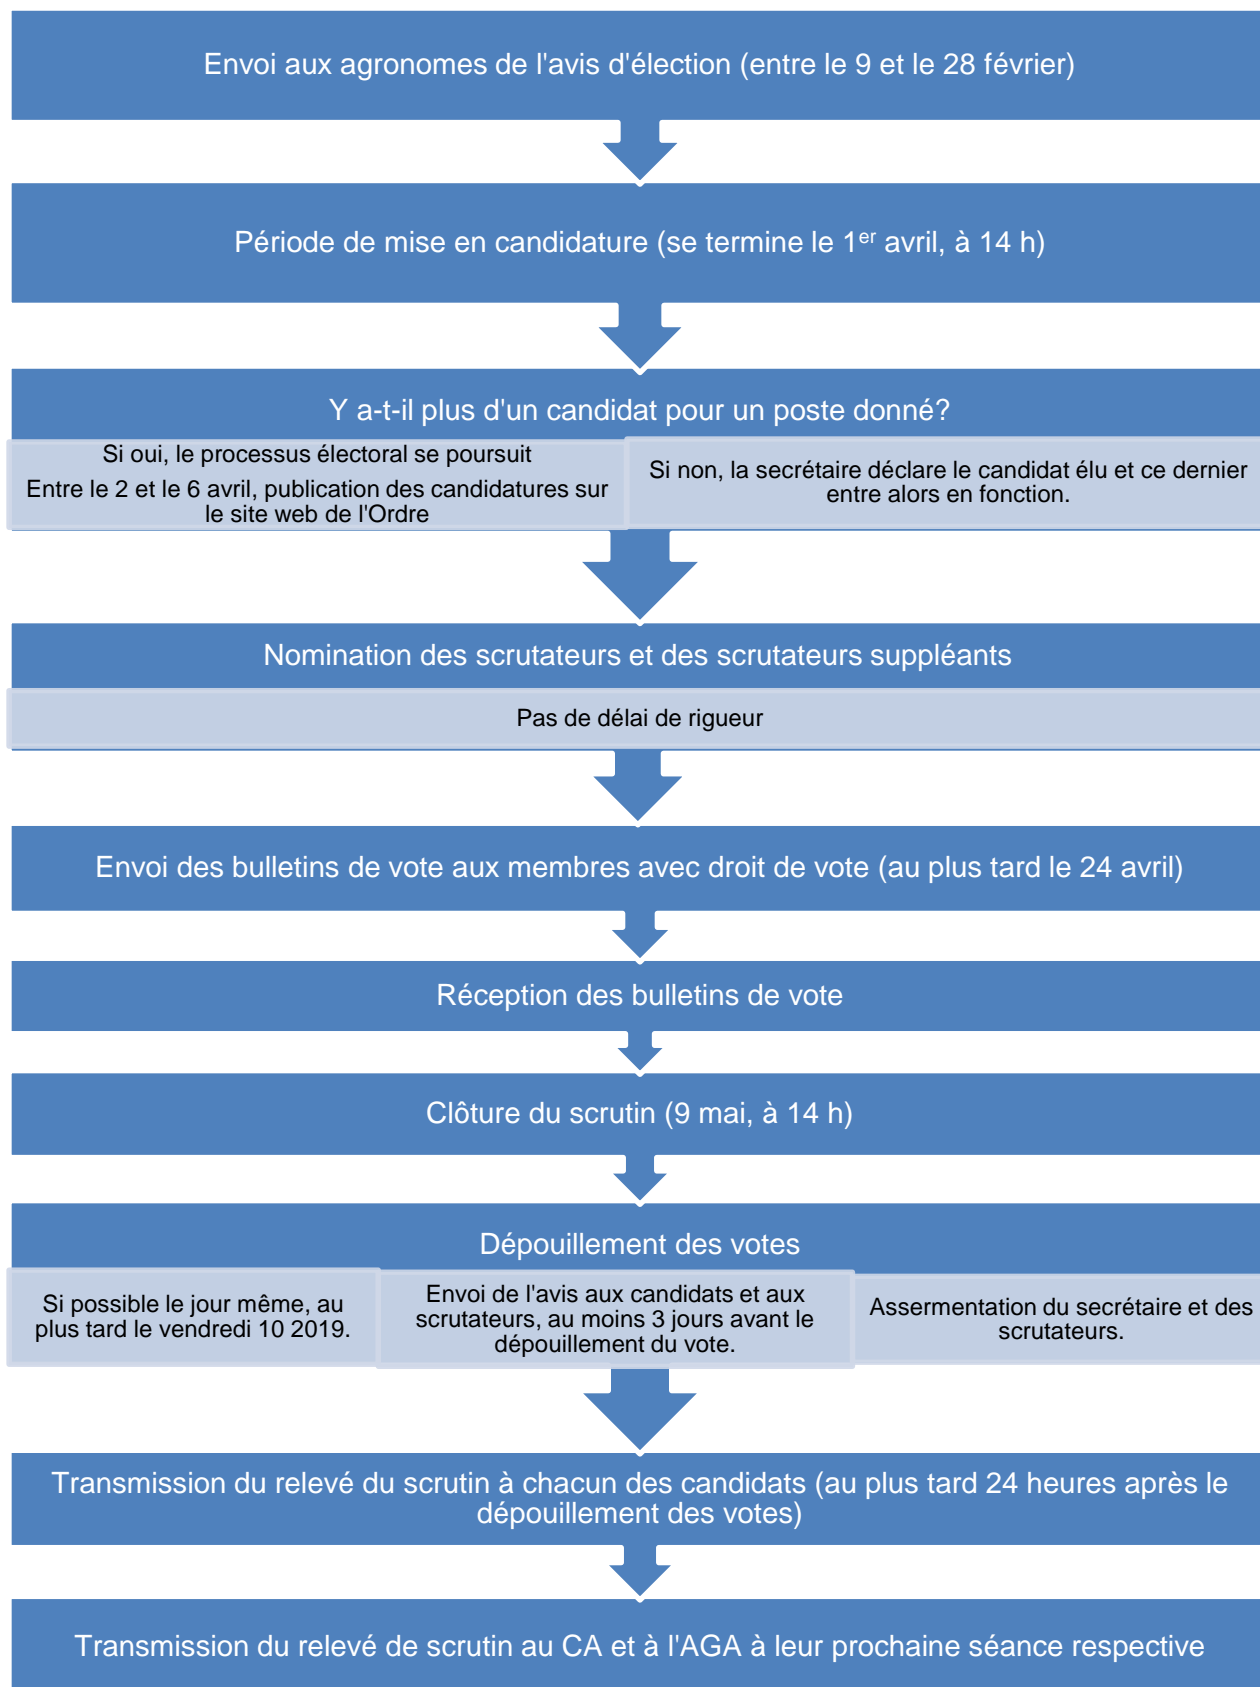 Envoi aux agronomes de l'avis d'élection (entre le 9 et le 28 février)
Période de mise en candidature (se termine le 1er avril, à 14 h)
Y a-t-il plus d'un candidat pour un poste donné?
Si oui, le processus électoral se poursuit
Entre le 2 et le 6 avril, publication des candidatures sur
le site web de l'Ordre
Si non, la secrétaire déclare le candidat élu et ce dernier
entre alors en fonction.
Nomination des scrutateurs et des scrutateurs suppléants
Pas de délai de rigueur
Envoi des bulletins de vote aux membres avec droit de vote (au plus tard le 24 avril)
Réception des bulletins de vote
Clôture du scrutin (9 mai, à 14 h)
Dépouillement des votes
Si possible le jour même, au
plus tard le vendredi 10 2019.
Envoi de l'avis aux candidats et aux
scrutateurs, au moins 3 jours avant le
dépouillement du vote.
Assermentation du secrétaire et des
scrutateurs.
Transmission du relevé du scrutin à chacun des candidats (au plus tard 24 heures après le
dépouillement des votes)
Transmission du relevé de scrutin au CA et à l'AGA à leur prochaine séance respective